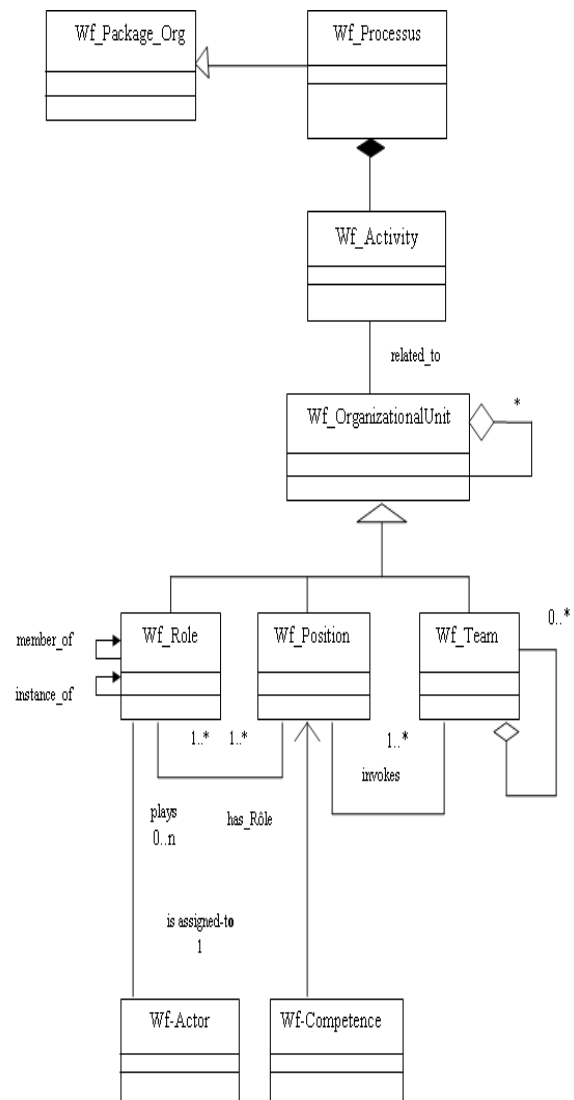 Wf_Package_Org
Wf_Processus
Wf_Activity
related_to
Wf_OrganizationalUnit
*
Wf_Role
Wf_Position
Wf_Team
0..*
member_of
instance_of
1..*
1..*
1..*
invokes
plays
0..n
has_Rôle
is assigned-to
1
Wf-Actor
Wf-Competence